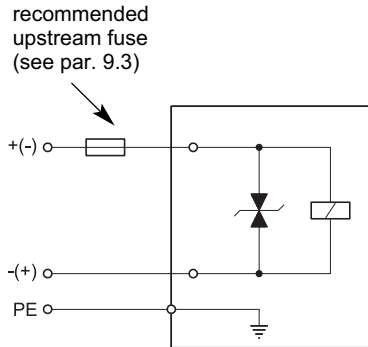 recommended
upstream fuse
(see par. 9.3)
+(-)
-(+)
PE